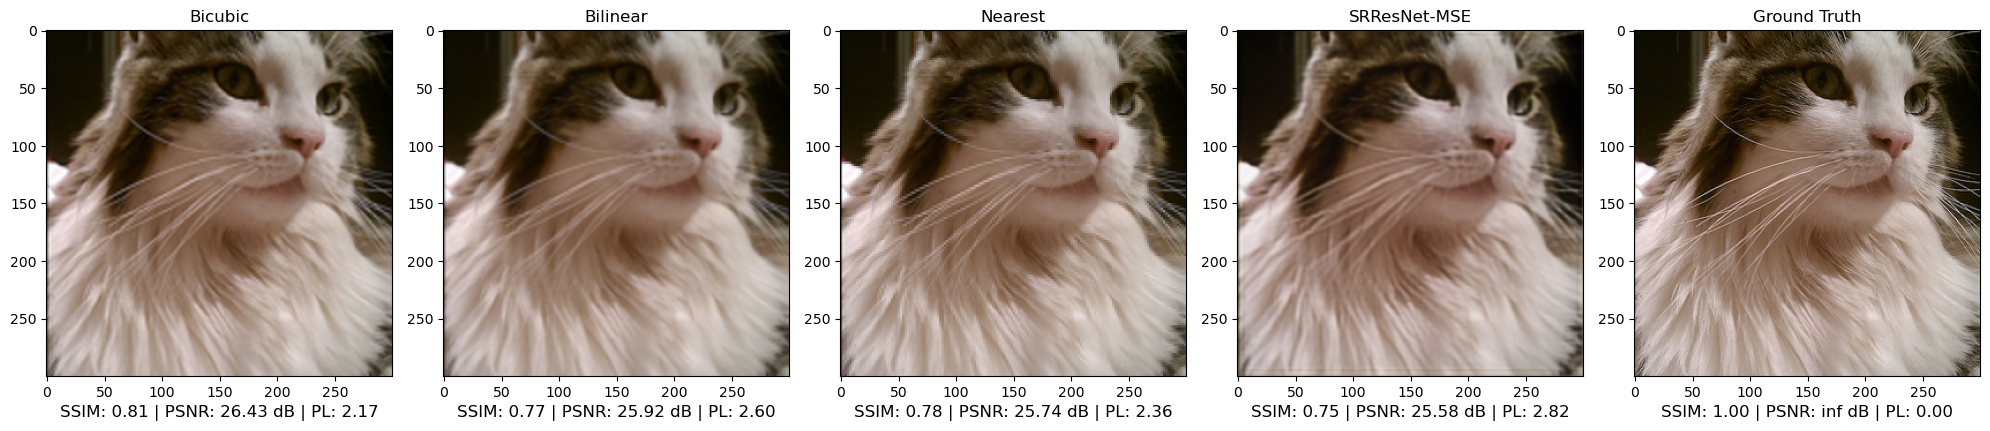 Bicubic Bilinear Nearest SRResNet-MSE Ground Truth
0 0 0 0 0
50 50 50 50 50
100 100 100 100 100
150 150 150 150 150
200 200 200 200 200
250 250 250 250 250
0 50 100 150 200 250 0 50 100 150 200 250 0 50 100 150 200 250 0 50 100 150 200 250 0 50 100 150 200 250
SSIM: 0.81 | PSNR: 26.43 dB | PL: 2.17 SSIM: 0.77 | PSNR: 25.92 dB | PL: 2.60 SSIM: 0.78 | PSNR: 25.74 dB | PL: 2.36 SSIM: 0.75 | PSNR: 25.58 dB | PL: 2.82 SSIM: 1.00 | PSNR: inf dB | PL: 0.00